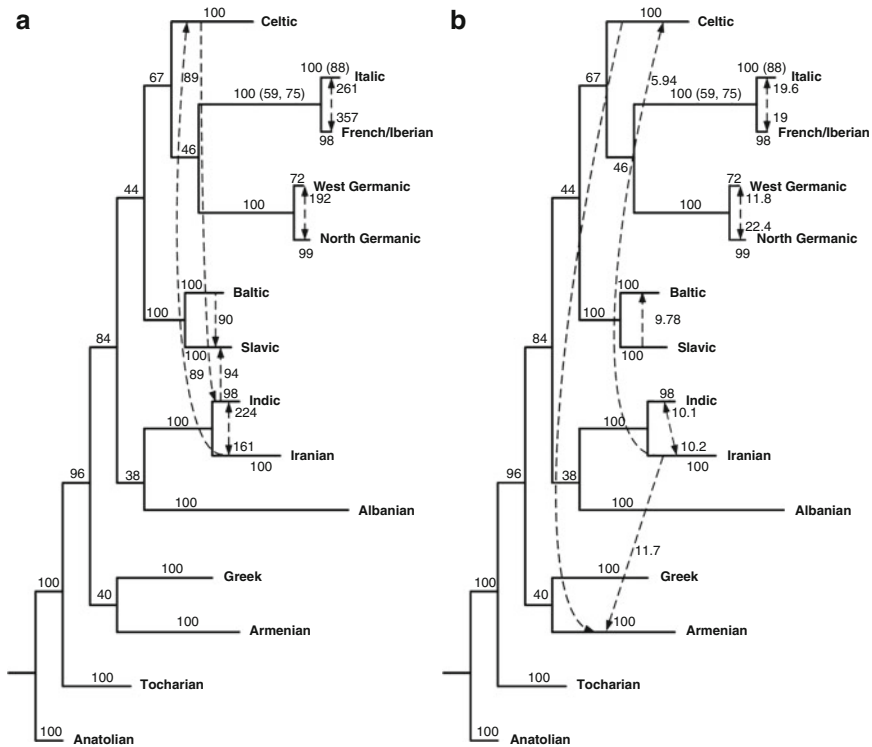 a
100
Celtic
67
89
100 (88)
Italic
261
100 (59, 75)
357
French/Iberian
98
46
72
West Germanic
192
44
100
North Germanic
99
100
Baltic
100
90
Slavic
100
84
89
94
98
Indic
224
100
161
Iranian
100
96
38
100
Albanian
100
Greek
100
40
100
Armenian
100
Tocharian
100
Anatolian
b
100
Celtic
67
5.94
100 (88)
Italic
19.6
100 (59, 75)
19
French/Iberian
98
46
72
West Germanic
11.8
44
100
22.4
North Germanic
99
100
Baltic
100
9.78
Slavic
100
84
98
Indic
10.1
100
10.2
Iranian
100
96
38
100
Albanian
11.7
100
Greek
100
40
100
Armenian
100
Tocharian
100
Anatolian